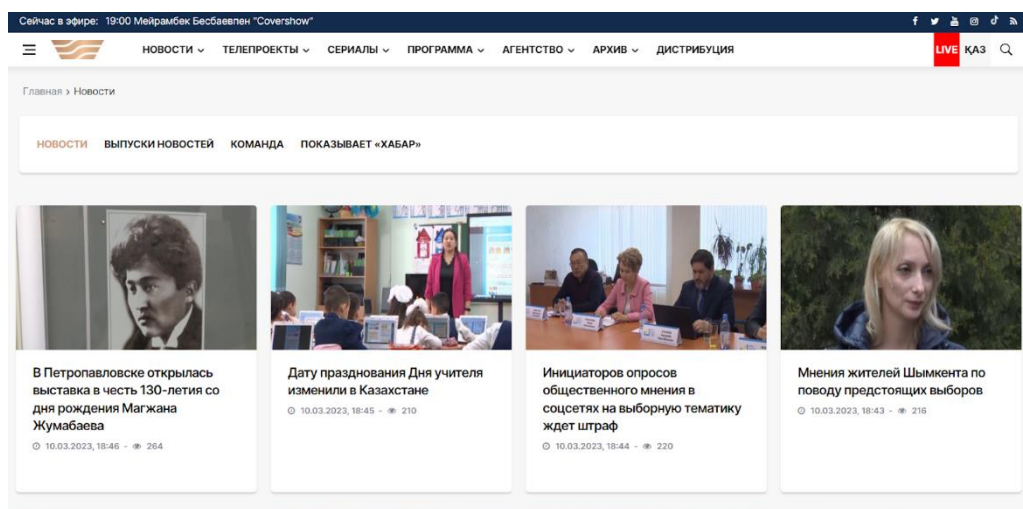 Сейчас в эфире: 19:00 Мейрамбек Бесбаевпен "Covershow"
НОВОСТИ ТЕЛЕПРОЕКТЫ СЕРИАЛЫ ПРОГРАММА АГЕНТСТВО АРХИВ ДИСТРИБУЦИЯ LIVE ҚАЗ
Главная › Новости
НОВОСТИ ВЫПУСКИ НОВОСТЕЙ КОМАНДА ПОКАЗЫВАЕТ «ХАБАР»
В Петропавловске открылась
выставка в честь 130-летия со
дня рождения Магжана
Жумабаева
10.03.2023, 18:46 - 264
Дату празднования Дня учителя
изменили в Казахстане
10.03.2023, 18:45 - 210
Инициаторов опросов
общественного мнения в
соцсетях на выборную тематику
ждет штраф
10.03.2023, 18:44 - 220
Мнения жителей Шымкента по
поводу предстоящих выборов
10.03.2023, 18:43 - 216